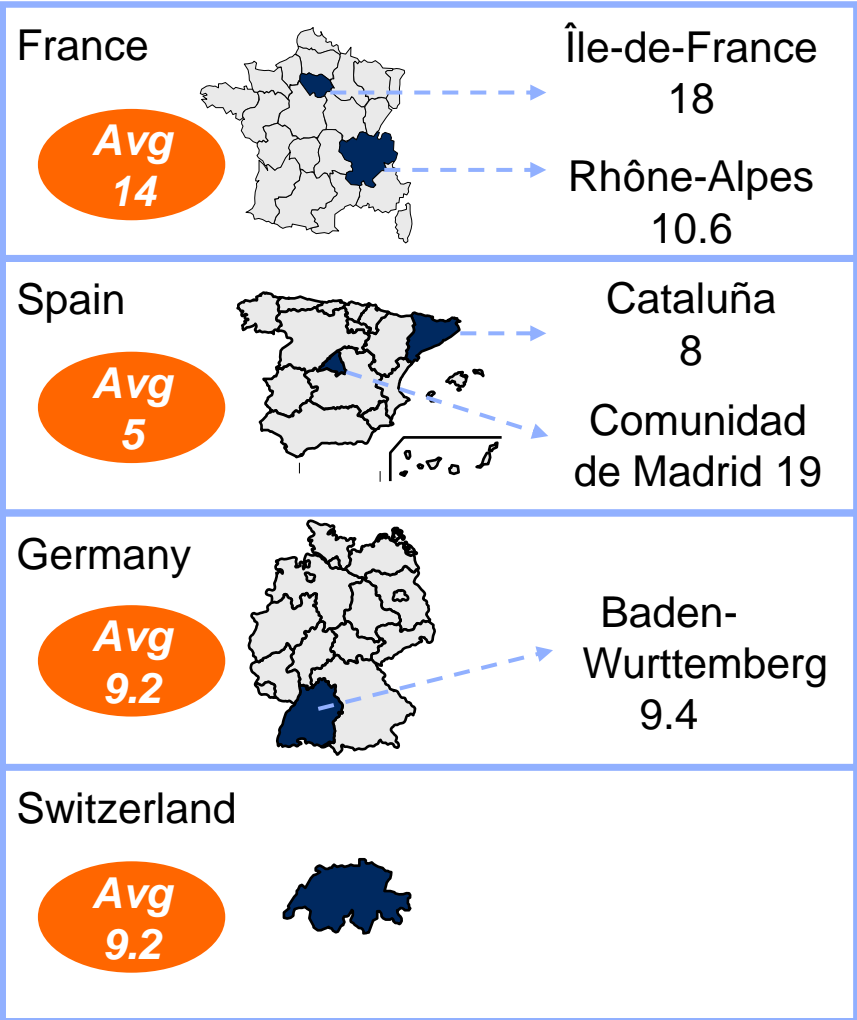 France
Île-de-France
18
Avg
14
Rhône-Alpes
10.6
Spain
Cataluña
8
Avg
5
Comunidad
de Madrid 19
Germany
Baden-
Wurttemberg
9.4
Avg
9.2
Switzerland
Avg
9.2